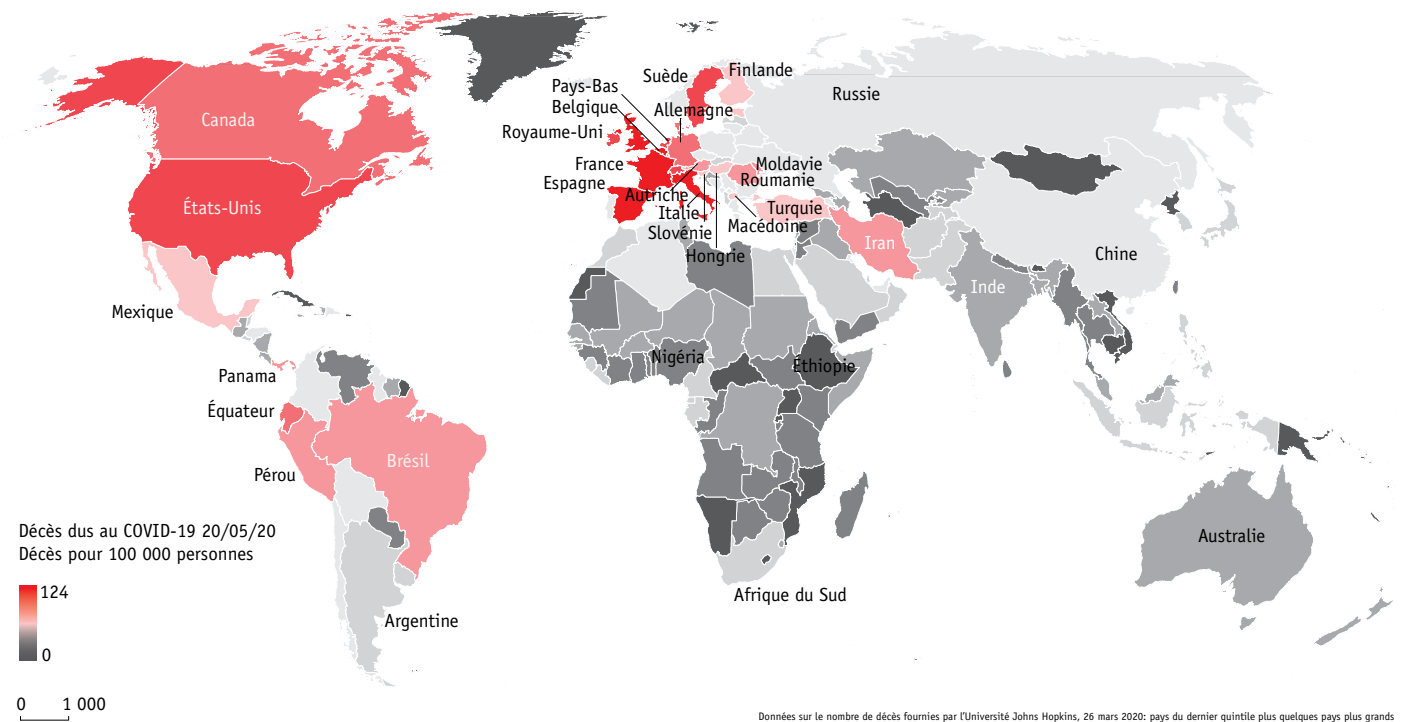 Suède
Finlande
Pays-Bas
Russie
Belgique
Allemagne
Canada
Royaume-Uni
France
Moldavie
Espagne
Roumanie
Autriche
États-Unis
Turquie
Italie
Macédoine
Slovénie
Iran
Hongrie
Chine
Inde
Mexique
Nigéria
Ethiopie
Panama
Équateur
Brésil
Pérou
Décès dus au COVID-19 20/05/20
Décès pour 100 000 personnes
Australie
124
Afrique du Sud
Argentine
0
0 1 000
Données sur le nombre de décès fournies par l'Université Johns Hopkins, 26 mars 2020: pays du dernier quintile plus quelques pays plus grands